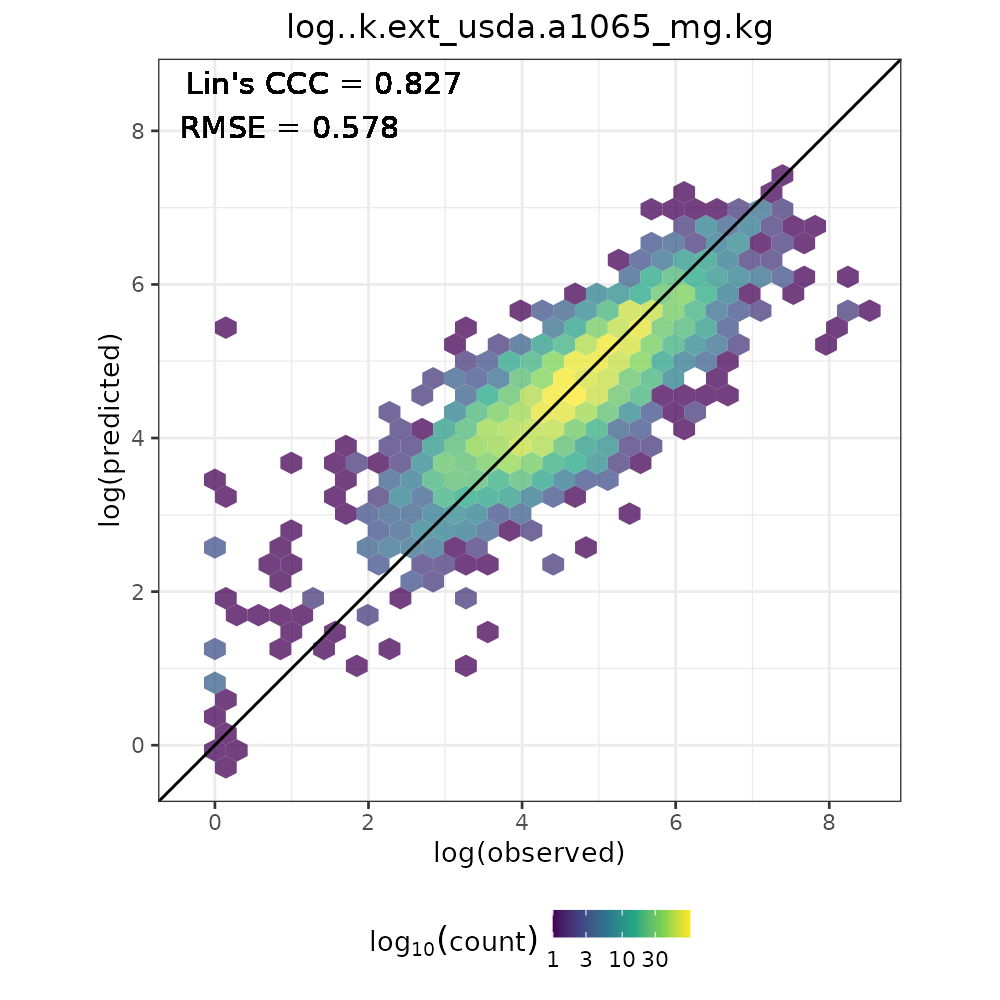 log..k.ext_usda.a1065_mg.kg
Lin's CCC = 0.827
RMSE = 0.578
log(predicted)
8
6
4
2
0
0 2 4 6 8
log(observed)
log10(count)
1 3 10 30